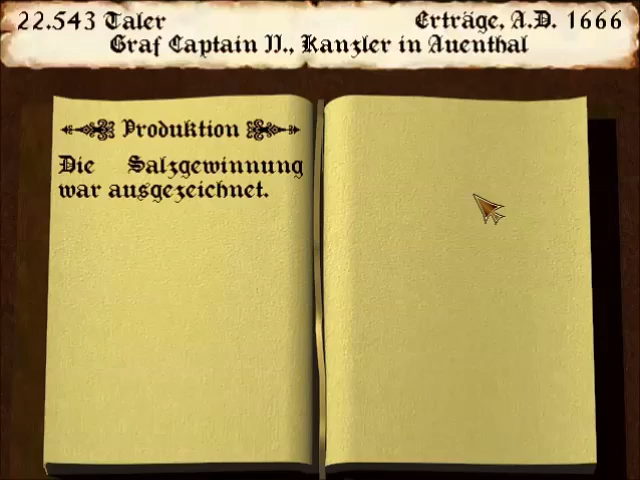 22.543 Taler
Erträge, A.D. 1666
Graf Captain II., Kanzler in Auenthal
Produktion
Die Salzgewinnung
war ausgezeichnet.